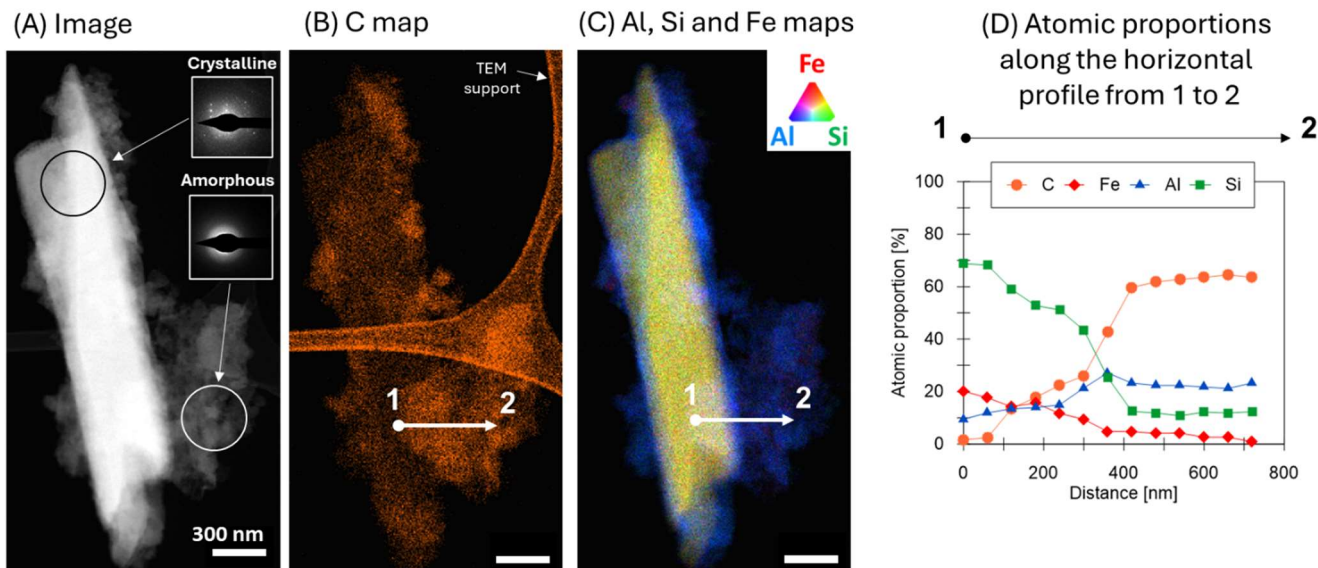 (A) Image
Crystalline
Amorphous
300 nm
(B) C map
TEM
support
1
2
(C) Al, Si and Fe maps
Fe
Al
Si
1
2
(D) Atomic proportions
along the horizontal
profile from 1 to 2
1
2
C Fe Al Si
Atomic proportion [%]
100
80
60
40
20
0
0 200 400 600 800
Distance [nm]